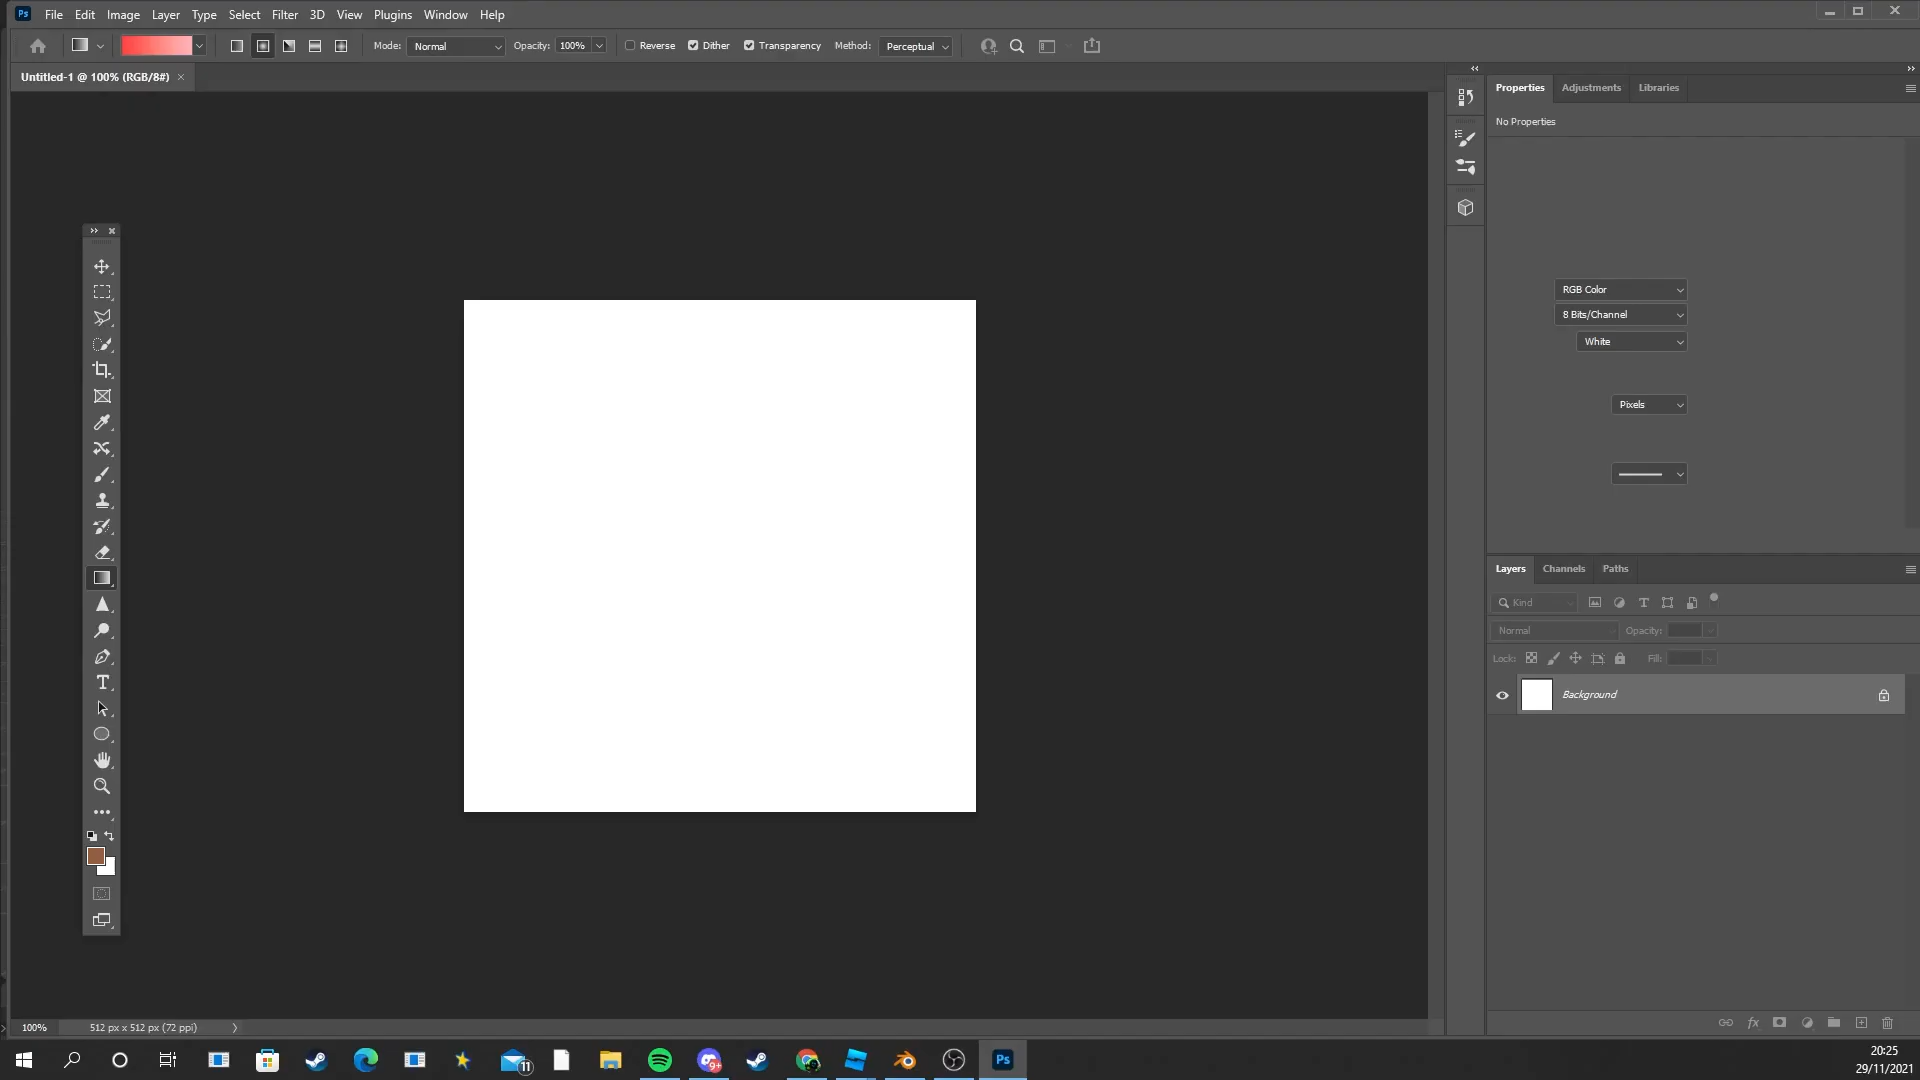 Ps File Edit Image Layer Type Select Filter 3D View Plugins Window Help
Mode: Normal Opacity: 100% Reverse Dither Transparency Method: Perceptual
Untitled-1 @ 100% (RGB/8#) ×
Properties Adjustments Libraries
No Properties
RGB Color
8 Bits/Channel
White
Pixels
Layers Channels Paths
Kind
Normal Opacity:
Lock: Fill:
Background
100% 512 px x 512 px (72 ppi)
11
9+
Ps
20:25
29/11/2021